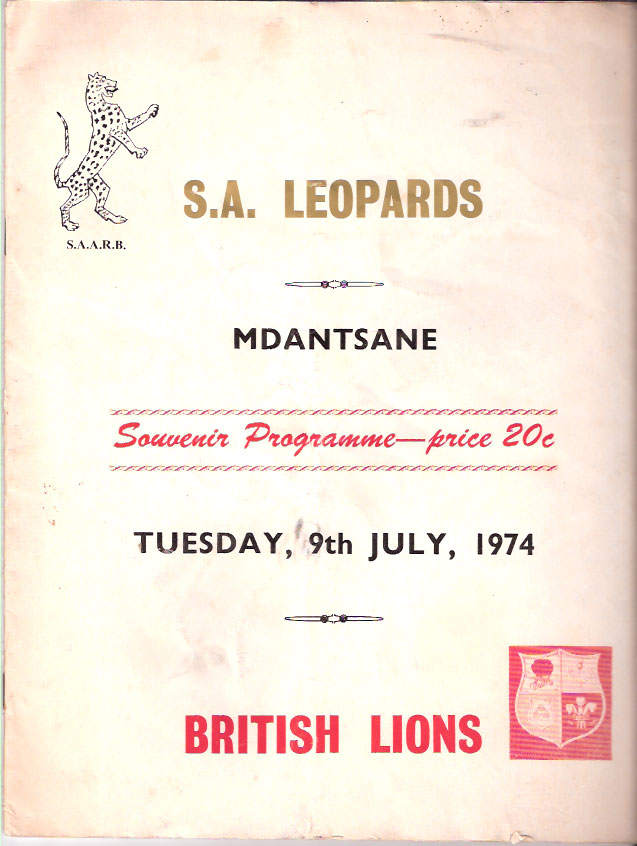 S.A.A.R.B.
S.A. LEOPARDS
MDANTSANE
Souvenir Programme—price 20c
TUESDAY, 9th JULY, 1974
BRITISH LIONS